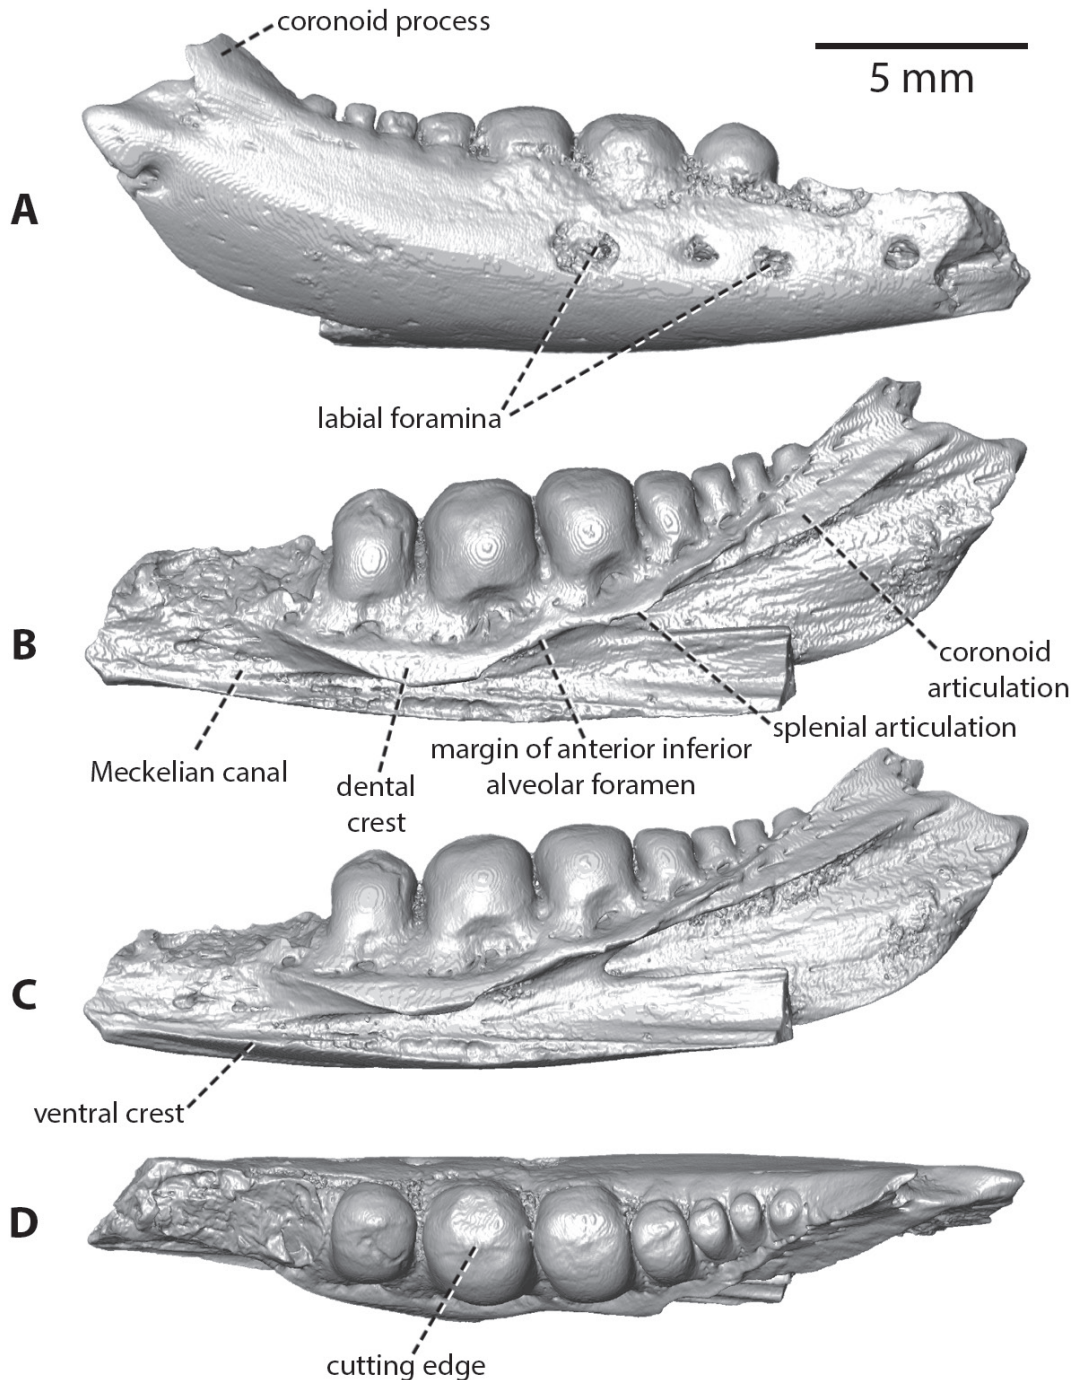 coronoid process
5 mm
A
labial foramina
B
coronoid
articulation
splenial articulation
margin of anterior inferior
alveolar foramen
Meckelian canal
dental
crest
C
ventral crest
D
cutting edge